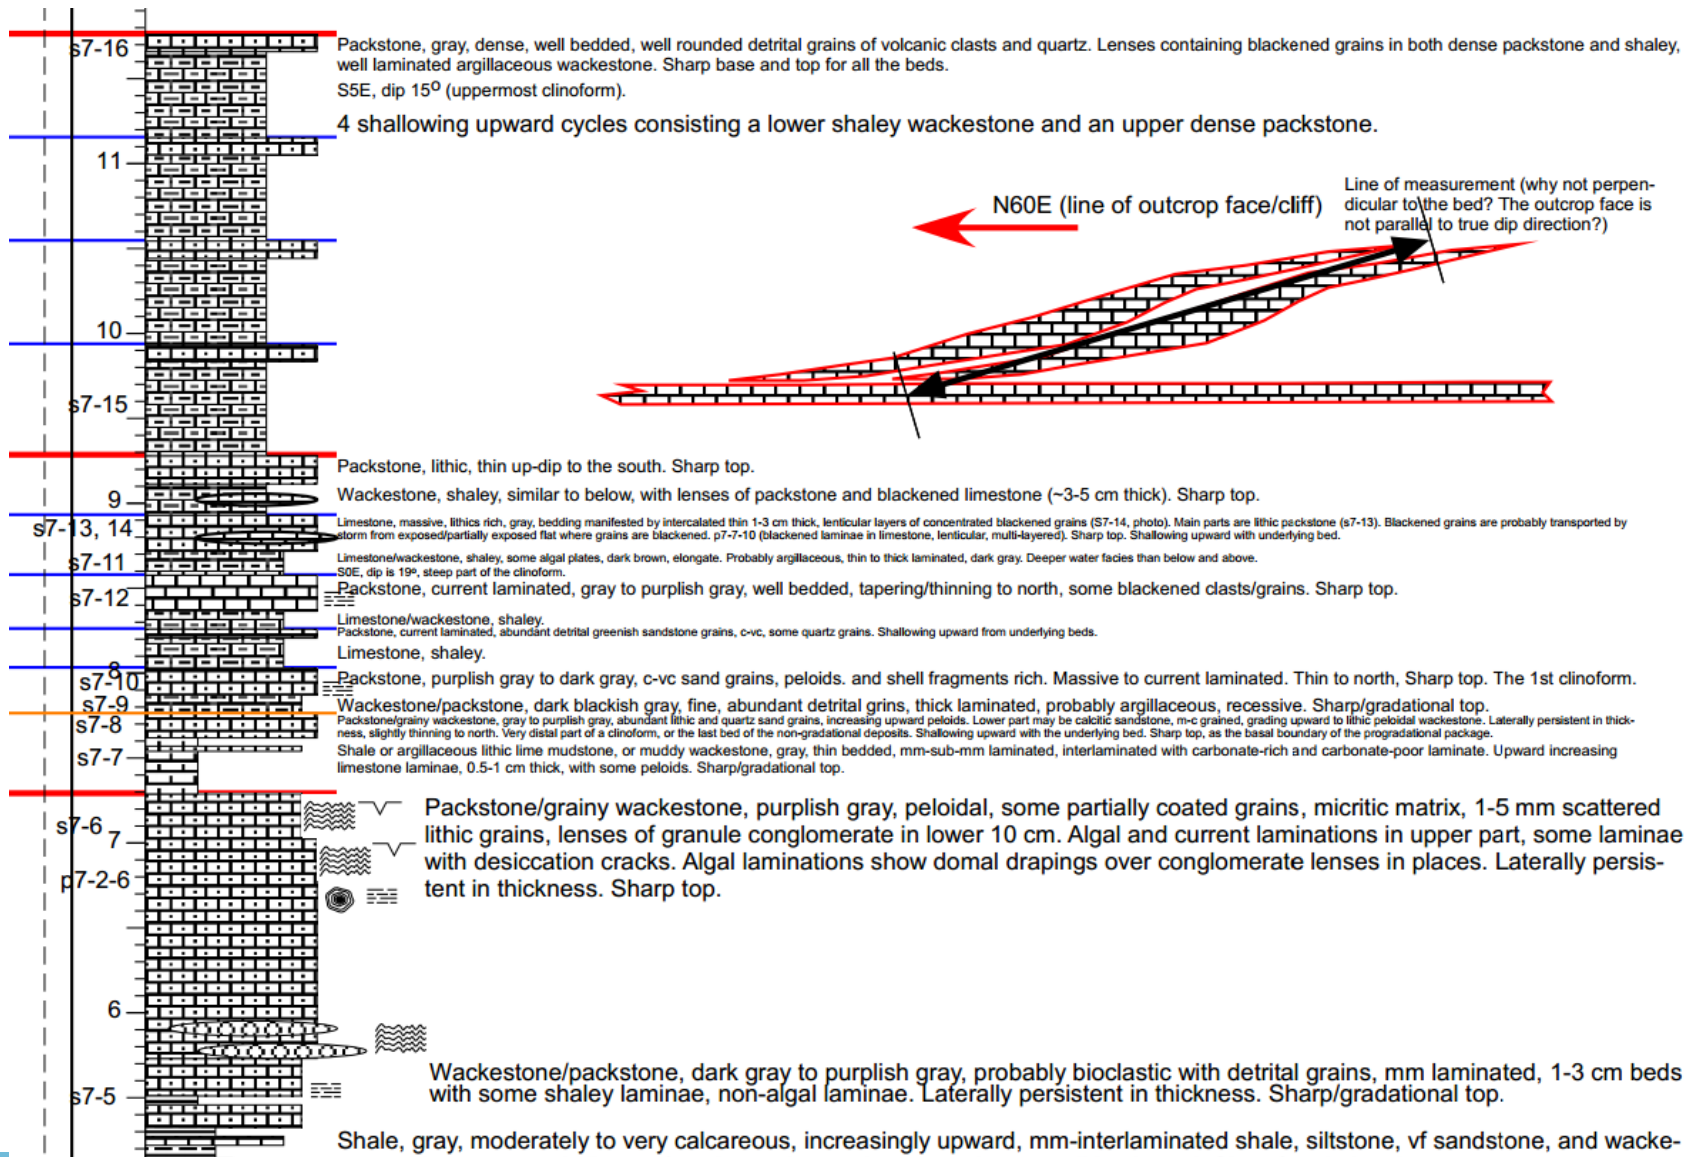 s7-16
Packstone, gray, dense, well bedded, well rounded detrital grains of volcanic clasts and quartz. Lenses containing blackened grains in both dense packstone and shaley,
well laminated argillaceous wackestone. Sharp base and top for all the beds.
S5E, dip 15o (uppermost clinoform).
4 shallowing upward cycles consisting a lower shaley wackestone and an upper dense packstone.
11
Line of measurement (why not perpen-
dicular to the bed? The outcrop face is
not parallel to true dip direction?)
N60E (line of outcrop face/cliff)
10
s7-15
Packstone, lithic, thin up-dip to the south. Sharp top.
9
Wackestone, shaley, similar to below, with lenses of packstone and blackened limestone (~3-5 cm thick). Sharp top.
s7-13, 14
Limestone, massive, lithics rich, gray, bedding manifested by intercalated thin 1-3 cm thick, lenticular layers of concentrated blackened grains (S7-14, photo). Main parts are lithic packstone (s7-13). Blackened grains are probably transported by
storm from exposed/partially exposed flat where grains are blackened. p7-7-10 (blackened laminae in limestone, lenticular, multi-layered). Sharp top. Shallowing upward with underlying bed.
s7-11
Limestone/wackestone, shaley, some algal plates, dark brown, elongate. Probably argillaceous, thin to thick laminated, dark gray. Deeper water facies than below and above.
S0E, dip is 19o, steep part of the clinoform.
s7-12
Packstone, current laminated, gray to purplish gray, well bedded, tapering/thinning to north, some blackened clasts/grains. Sharp top.
Limestone/wackestone, shaley.
Packstone, current laminated, abundant detrital greenish sandstone grains, c-vc, some quartz grains. Shallowing upward from underlying beds.
Limestone, shaley.
8
s7-10
Packstone, purplish gray to dark gray, c-vc sand grains, peloids. and shell fragments rich. Massive to current laminated. Thin to north, Sharp top. The 1st clinoform.
s7-9
Wackestone/packstone, dark blackish gray, fine, abundant detrital grins, thick laminated, probably argillaceous, recessive. Sharp/gradational top.
s7-8
Packstone/grainy wackestone, gray to purplish gray, abundant lithic and quartz sand grains, increasing upward peloids. Lower part may be calcitic sandstone, m-c grained, grading upward to lithic peloidal wackestone. Laterally persistent in thick-
ness, slightly thinning to north. Very distal part of a clinoform, or the last bed of the non-gradational deposits. Shallowing upward with the underlying bed. Sharp top, as the basal boundary of the progradational package.
s7-7
Shale or argillaceous lithic lime mudstone, or muddy wackestone, gray, thin bedded, mm-sub-mm laminated, interlaminated with carbonate-rich and carbonate-poor laminate. Upward increasing
limestone laminae, 0.5-1 cm thick, with some peloids. Sharp/gradational top.
s7-6
7
p7-2-6
Packstone/grainy wackestone, purplish gray, peloidal, some partially coated grains, micritic matrix, 1-5 mm scattered
lithic grains, lenses of granule conglomerate in lower 10 cm. Algal and current laminations in upper part, some laminae
with desiccation cracks. Algal laminations show domal drapings over conglomerate lenses in places. Laterally persis-
tent in thickness. Sharp top.
6
s7-5
Wackestone/packstone, dark gray to purplish gray, probably bioclastic with detrital grains, mm laminated, 1-3 cm beds
with some shaley laminae, non-algal laminae. Laterally persistent in thickness. Sharp/gradational top.
Shale, gray, moderately to very calcareous, increasingly upward, mm-interlaminated shale, siltstone, vf sandstone, and wacke-